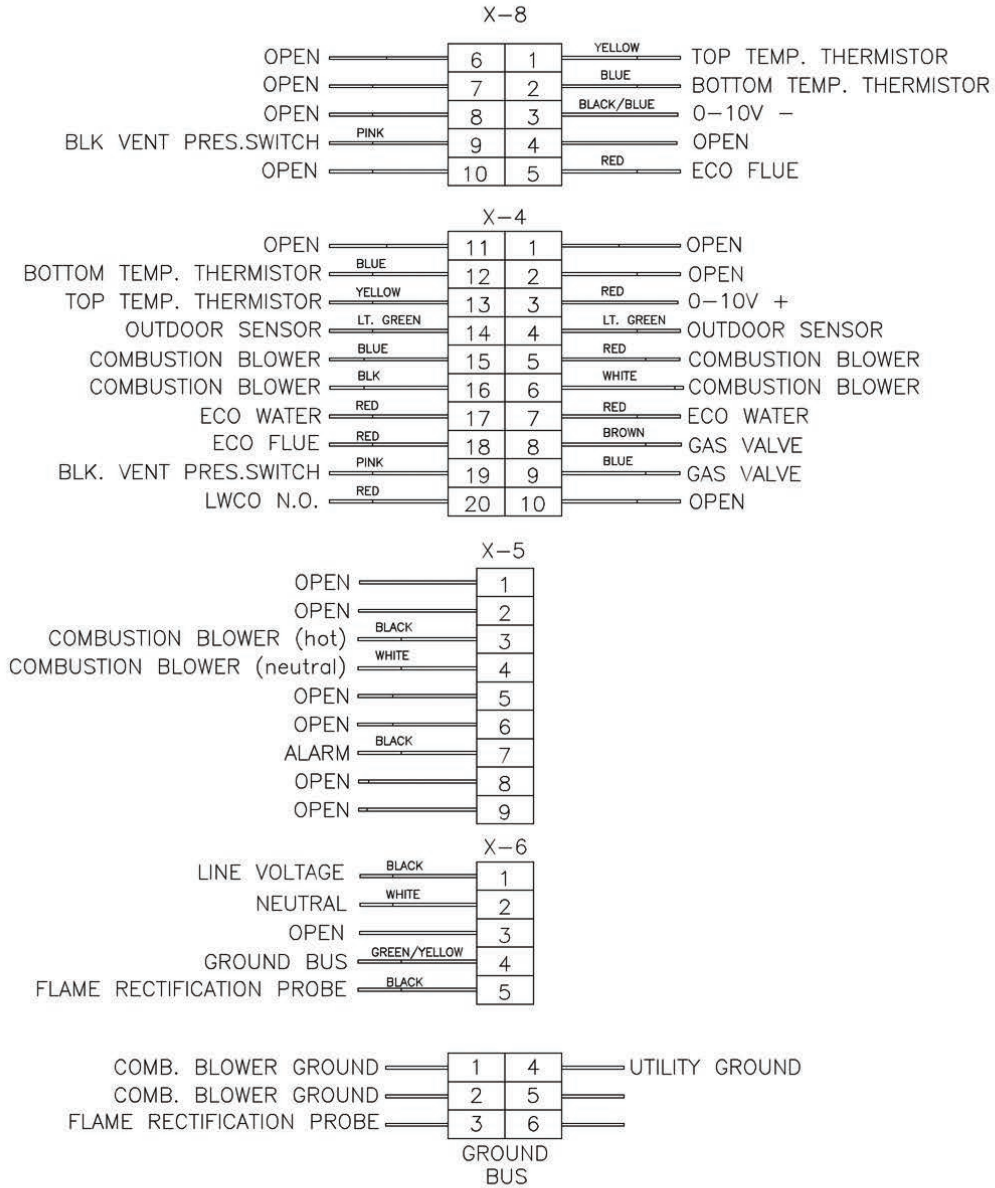 X-8
OPEN 6 1 YELLOW TOP TEMP. THERMISTOR
OPEN 7 2 BLUE BOTTOM TEMP. THERMISTOR
OPEN 8 3 BLACK/BLUE 0-10V -
BLK VENT PRES.SWITCH PINK 9 4 OPEN
OPEN 10 5 RED ECO FLUE
X-4
OPEN 11 1 OPEN
BOTTOM TEMP. THERMISTOR BLUE 12 2 OPEN
TOP TEMP. THERMISTOR YELLOW 13 3 RED 0-10V +
OUTDOOR SENSOR LT. GREEN 14 4 LT. GREEN OUTDOOR SENSOR
COMBUSTION BLOWER BLUE 15 5 RED COMBUSTION BLOWER
COMBUSTION BLOWER BLK 16 6 WHITE COMBUSTION BLOWER
ECO WATER RED 17 7 RED ECO WATER
ECO FLUE RED 18 8 BROWN GAS VALVE
BLK. VENT PRES.SWITCH PINK 19 9 BLUE GAS VALVE
LWCO N.O. RED 20 10 OPEN
X-5
OPEN 1
OPEN 2
COMBUSTION BLOWER (hot) BLACK 3
COMBUSTION BLOWER (neutral) WHITE 4
OPEN 5
OPEN 6
ALARM BLACK 7
OPEN 8
OPEN 9
X-6
LINE VOLTAGE BLACK 1
NEUTRAL WHITE 2
OPEN 3
GROUND BUS GREEN/YELLOW 4
FLAME RECTIFICATION PROBE BLACK 5
COMB. BLOWER GROUND 1 4 UTILITY GROUND
COMB. BLOWER GROUND 2 5
FLAME RECTIFICATION PROBE 3 6
GROUND
BUS